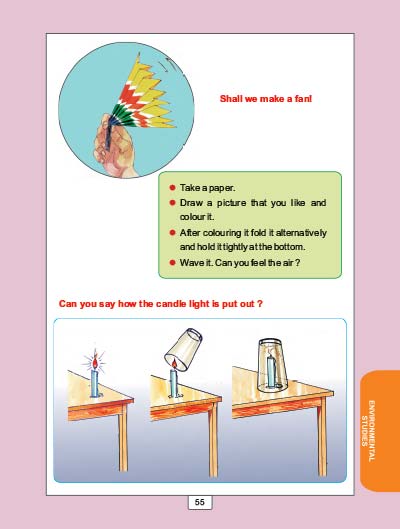 Shall we make a fan!
Take a paper.
Draw a picture that you like and
colour it.
After colouring it fold it alternatively
and hold it tightly at the bottom.
Wave it. Can you feel the air ?
Can you say how the candle light is put out ?
ENVIRONMENTAL
STUDIES
55